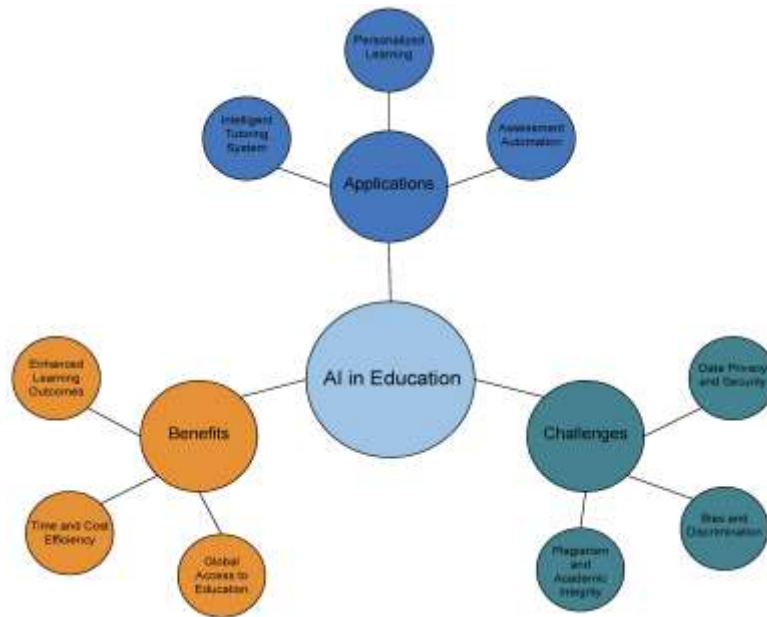 Personalized
Learning
Intelligent
Tutoring
System
Assessment
Automation
Applications
AI in Education
Enhanced
Learning
Outcomes
Benefits
Time and Cost
Efficiency
Global
Access to
Education
Challenges
Data Privacy
and Security
Bias and
Discrimination
Plagiarism
and
Academic
Integrity